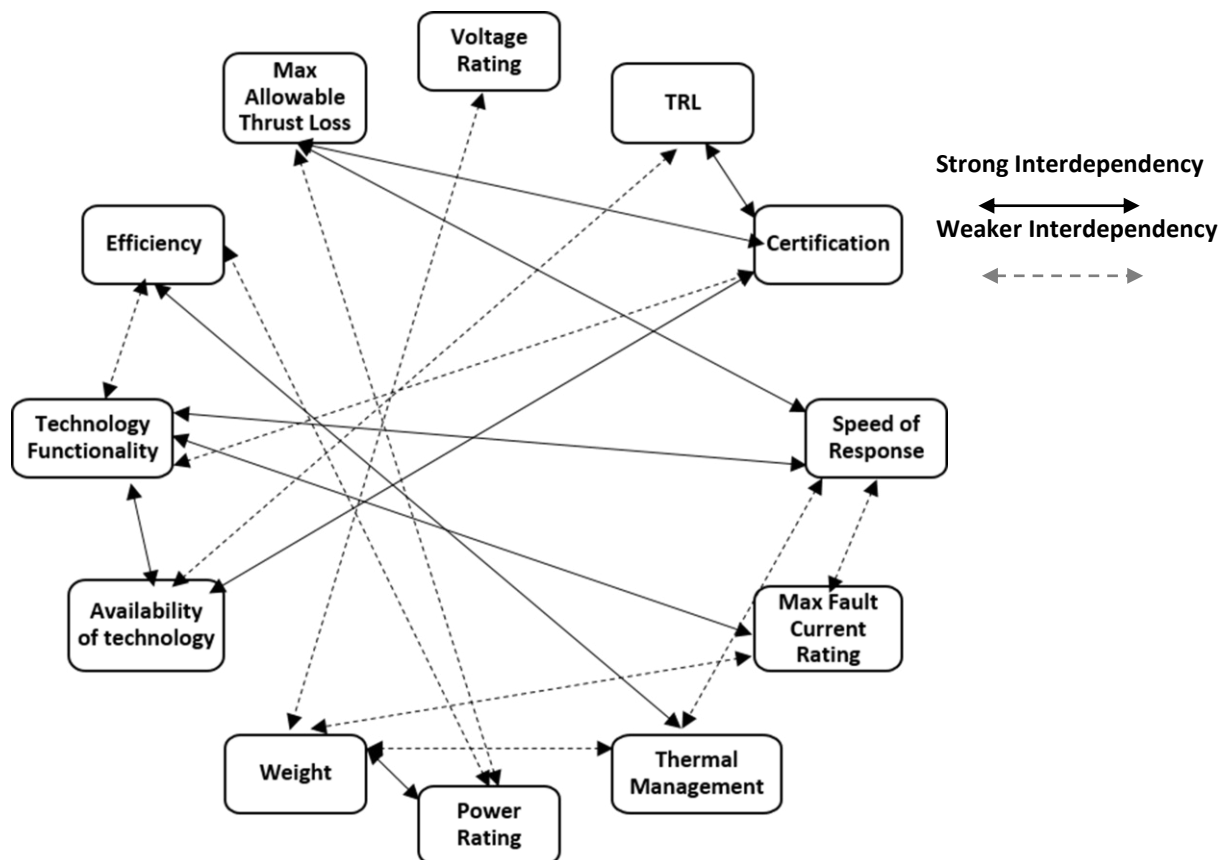 Voltage
Rating
Max
Allowable
Thrust Loss
TRL
Strong Interdependency
Weaker Interdependency
Efficiency
Certification
Technology
Functionality
Speed of
Response
Availability
of technology
Max Fault
Current
Rating
Weight
Thermal
Management
Power
Rating